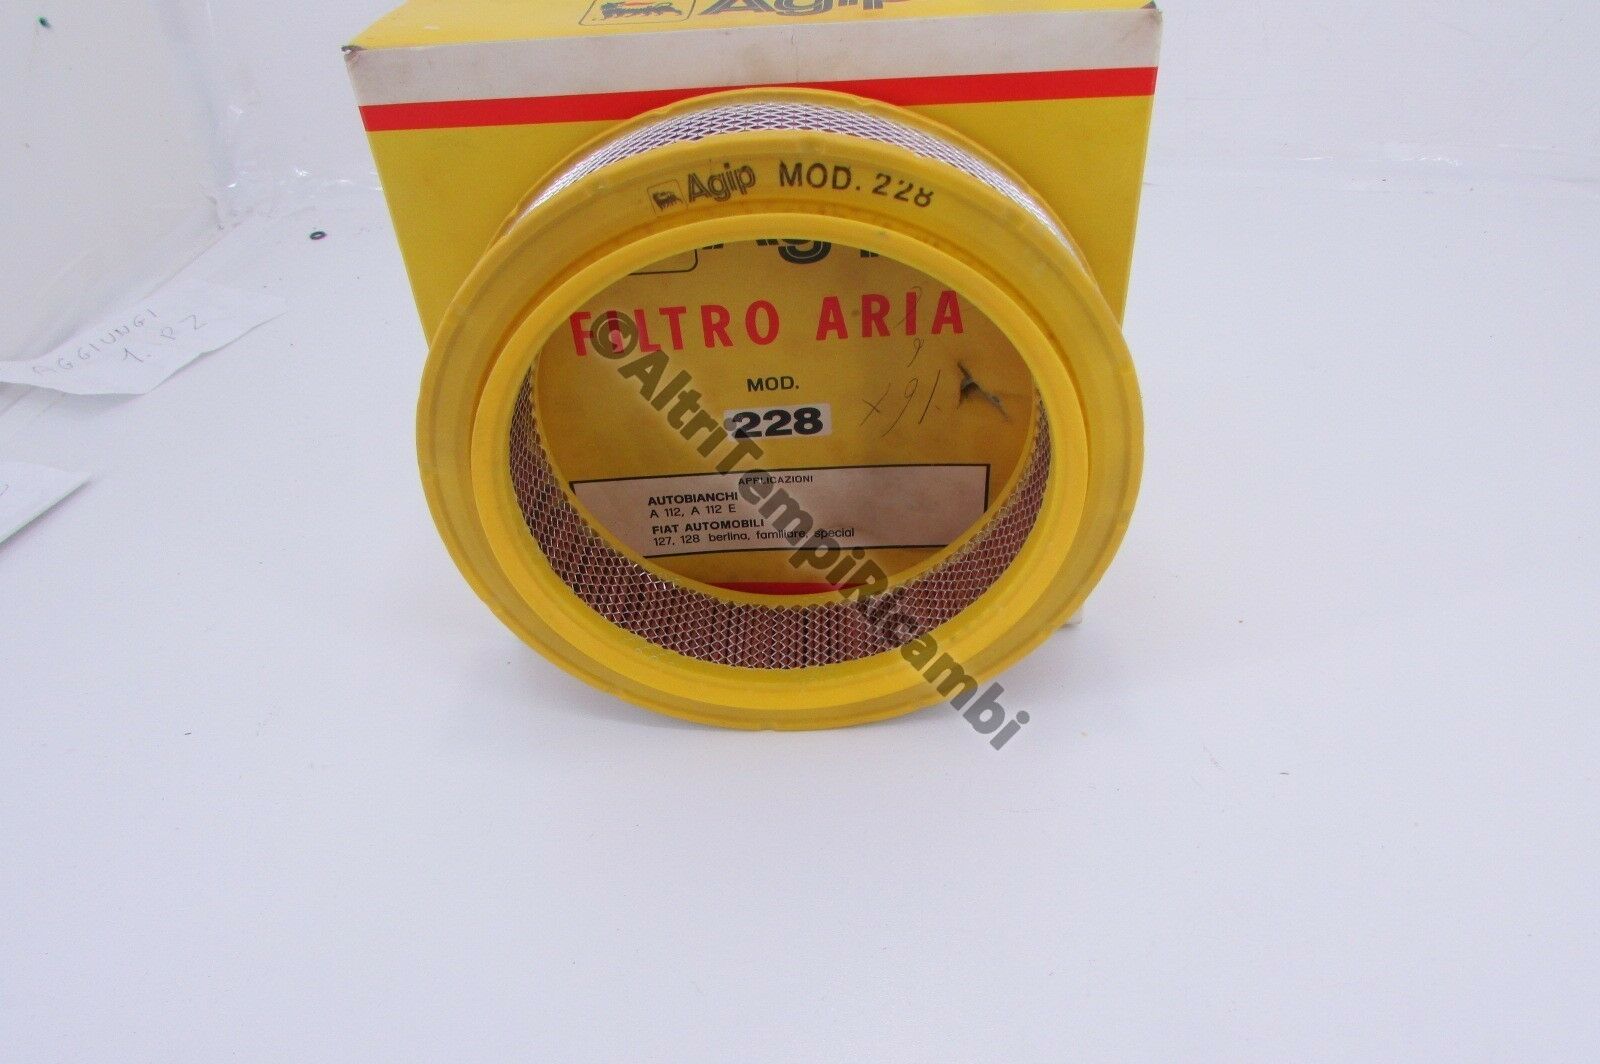 Agip
Agip MOD. 228
FILTRO ARIA
MOD.
228
APPLICAZIONI
AUTOBIANCHI
A 112, A 112 E
FIAT AUTOMOBILI
127, 128 berlina, familiare, special
©AltriTempiRicambi
AGGIUNGI
1. PZ